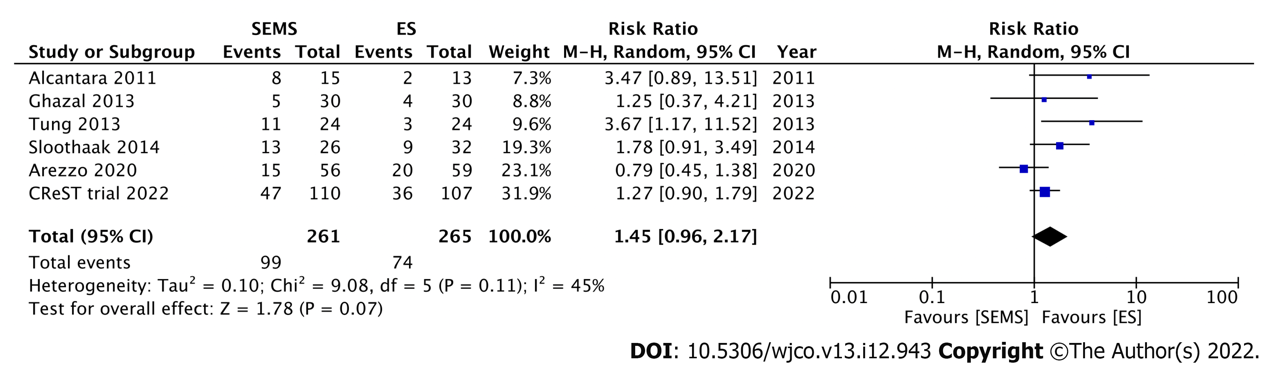 SEMS ES Risk Ratio Risk Ratio
Study or Subgroup Events Total Events Total Weight M-H, Random, 95% CI Year M-H, Random, 95% CI
Alcantara 2011 8 15 2 13 7.3% 3.47 [0.89, 13.51] 2011
Ghazal 2013 5 30 4 30 8.8% 1.25 [0.37, 4.21] 2013
Tung 2013 11 24 3 24 9.6% 3.67 [1.17, 11.52] 2013
Sloothaak 2014 13 26 9 32 19.3% 1.78 [0.91, 3.49] 2014
Arezzo 2020 15 56 20 59 23.1% 0.79 [0.45, 1.38] 2020
CReST trial 2022 47 110 36 107 31.9% 1.27 [0.90, 1.79] 2022
Total (95% CI) 261 265 100.0% 1.45 [0.96, 2.17]
Total events 99 74
Heterogeneity: Tau² = 0.10; Chi² = 9.08, df = 5 (P = 0.11); I² = 45%
Test for overall effect: Z = 1.78 (P = 0.07)
0.01 0.1 1 10 100
Favours [SEMS] Favours [ES]
DOI: 10.5306/wjco.v13.i12.943 Copyright ©The Author(s) 2022.